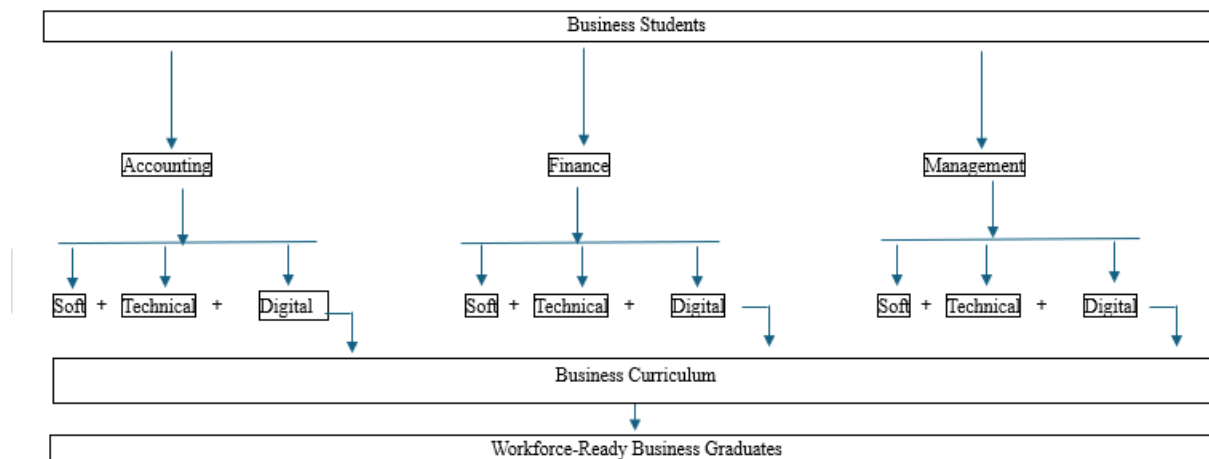 Business Students
Accounting Finance Management
Soft + Technical + Digital Soft + Technical + Digital Soft + Technical + Digital
Business Curriculum
Workforce-Ready Business Graduates